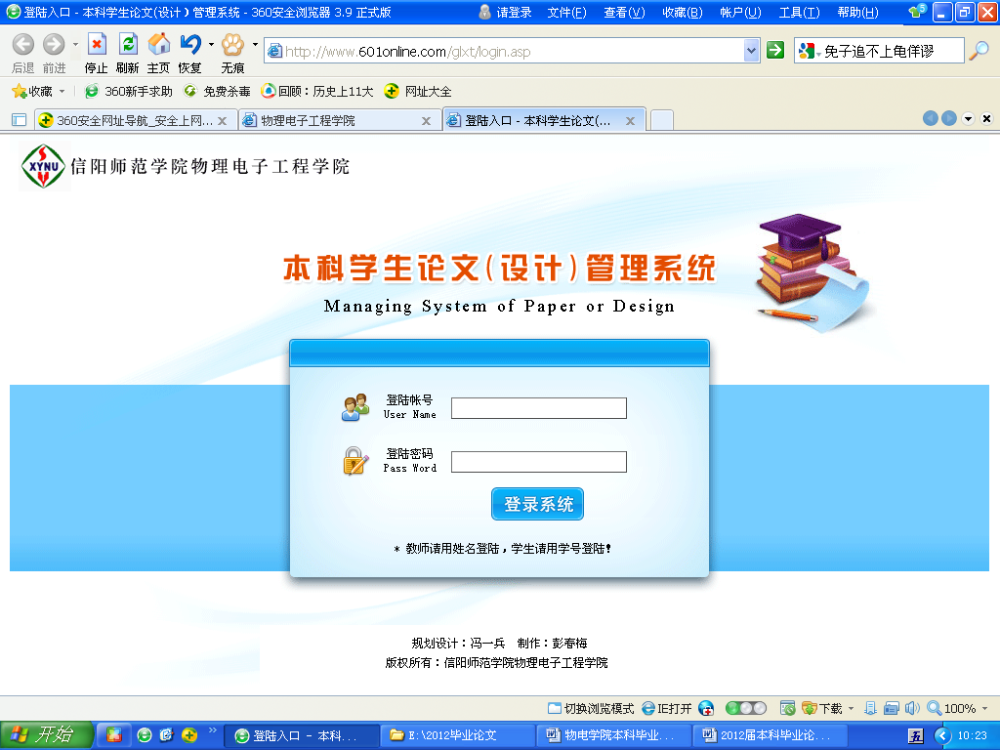 登陆入口 - 本科学生论文(设计）管理系统 - 360安全浏览器 3.9 正式版
请登录 文件(F) 查看(V) 收藏(B) 帐户(U) 工具(T) 帮助(H) 5
后退 前进 停止 刷新 主页 恢复 无痕
http://www.601online.com/glxt/login.asp
兔子追不上龟佯谬
收藏 360新手求助 免费杀毒 回顾：历史上11大 网址大全
360安全网址导航_安全上网... 物理电子工程学院 登陆入口 - 本科学生论文(...
XYNU 信阳师范学院物理电子工程学院
本科学生论文(设计)管理系统
Managing System of Paper or Design
登陆帐号
User Name
登陆密码
Pass Word
登录系统
* 教师请用姓名登陆，学生请用学号登陆！
规划设计：冯一兵 制作：彭春梅
版权所有：信阳师范学院物理电子工程学院
切换浏览模式 IE打开 下载 100%
开始 登陆入口 - 本科... E:\2012毕业论文 物电学院本科毕业... 2012届本科毕业论... 五 10:23